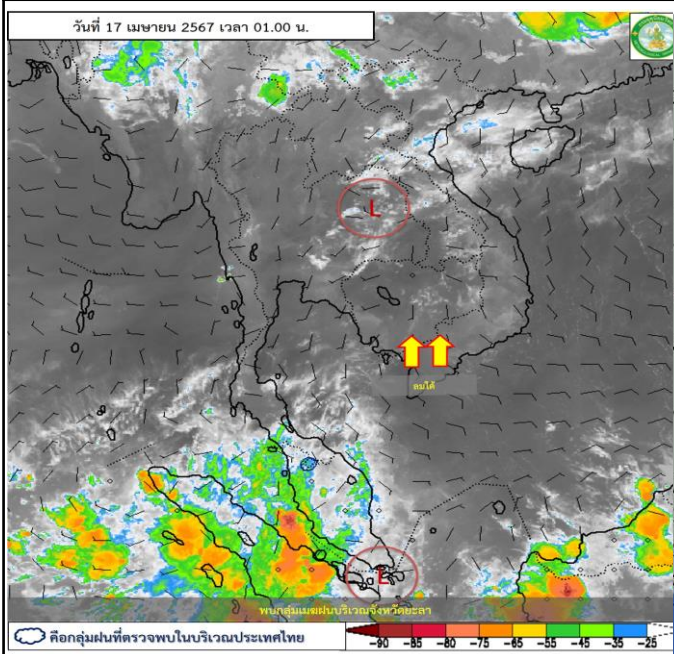 วันที่ 17 เมษายน 2567 เวลา 01.00 น.
L
ลมใต้
L
พบกลุ่มเมฆฝนบริเวณจังหวัดยะลา
คือกลุ่มฝนที่ตรวจพบในบริเวณประเทศไทย
-90 -85 -80 -75 -65 -55 -45 -35 -25